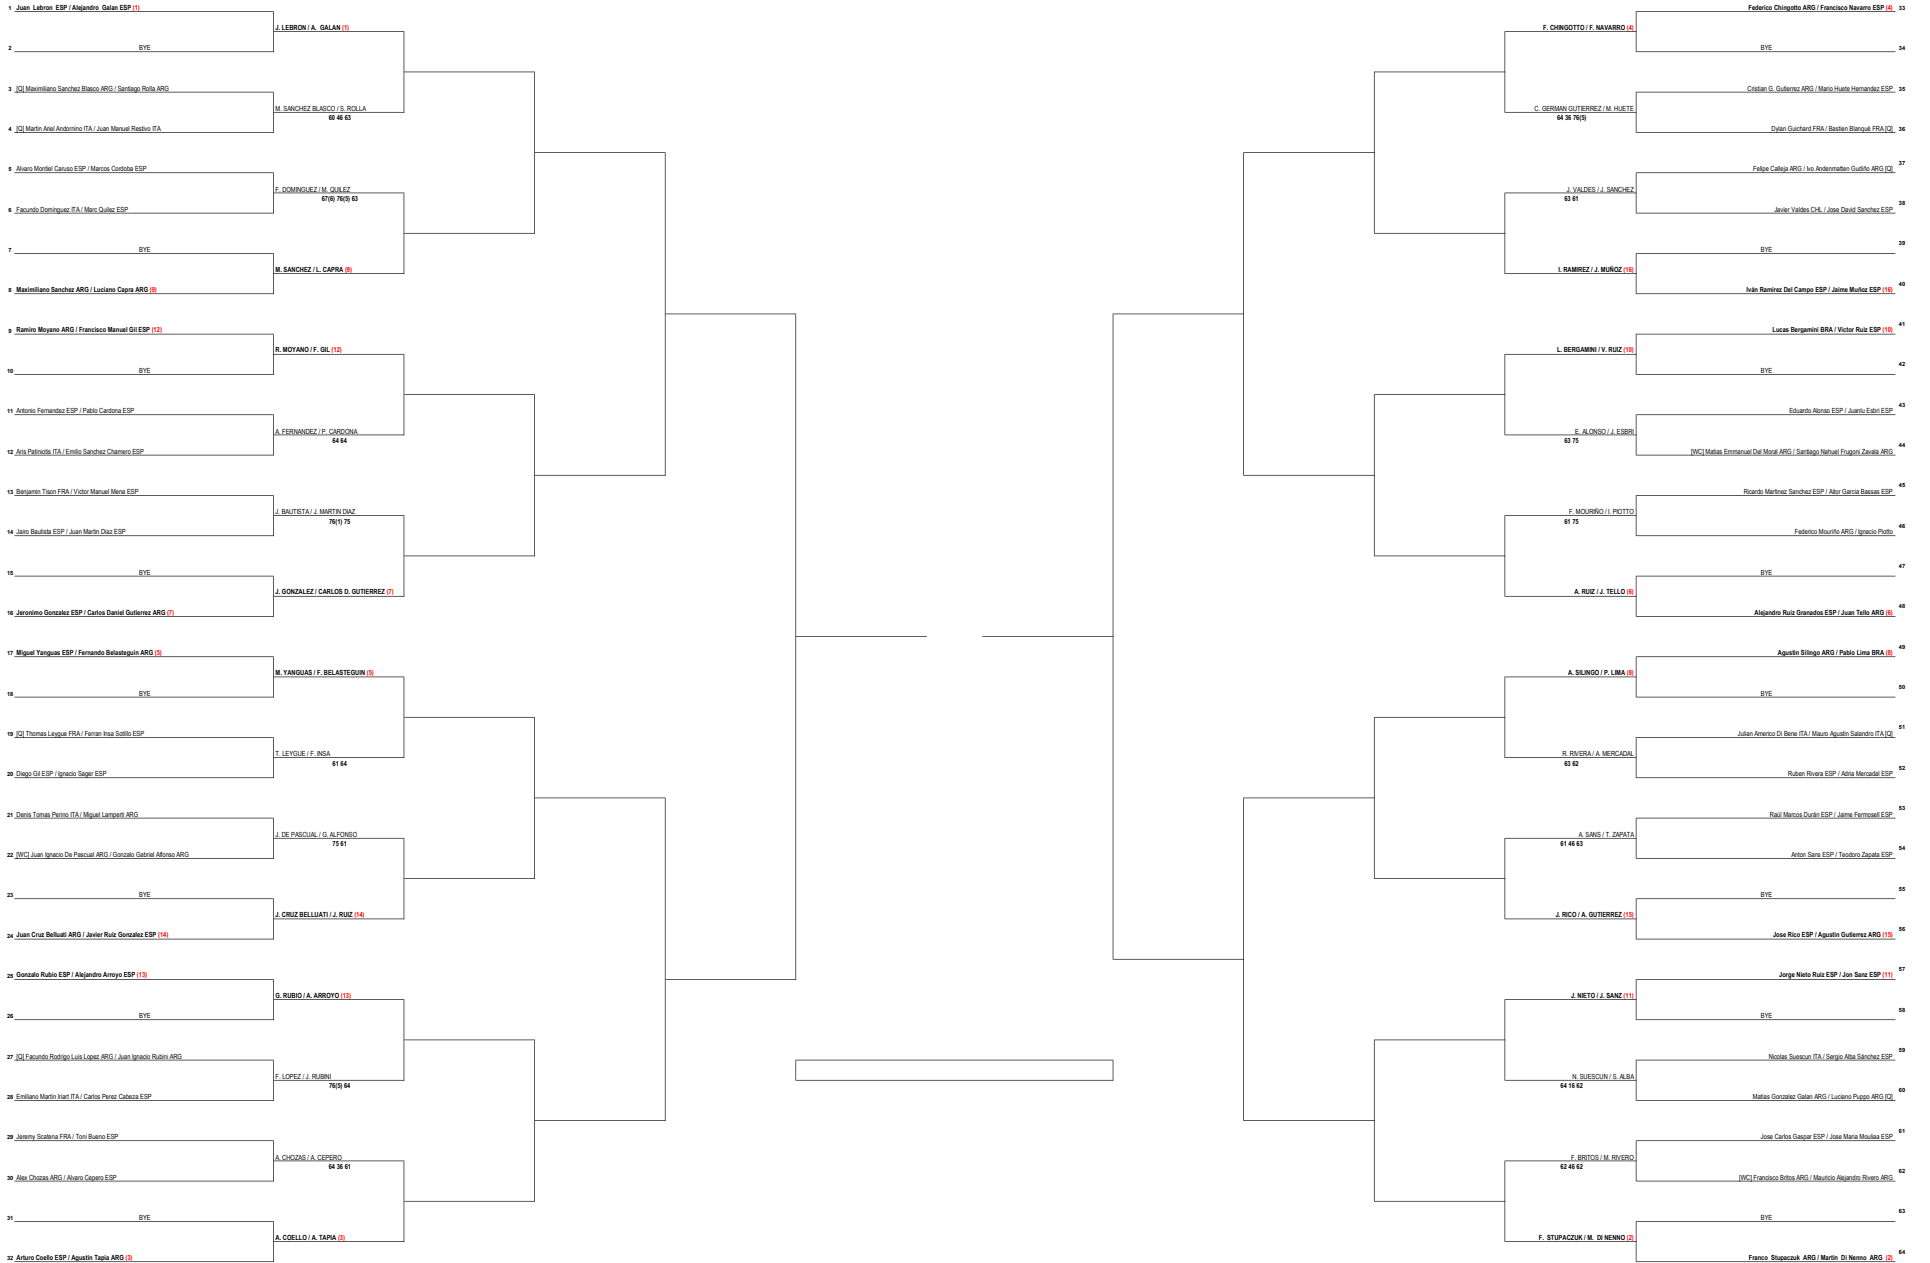 1 Juan Lebron ESP / Alejandro Galan ESP (1)
J. LEBRON / A. GALAN (1)
2 BYE
3 [Q] Maximiliano Sanchez Blasco ARG / Santiago Rolla ARG
M. SANCHEZ BLASCO / S. ROLLA
60 46 63
4 [Q] Martin Ariel Andornino ITA / Juan Manuel Restivo ITA
5 Alvaro Montiel Caruso ESP / Marcos Cordoba ESP
F. DOMINGUEZ / M. QUILEZ
67(6) 76(5) 63
6 Facundo Dominguez ITA / Marc Quilez ESP
7 BYE
M. SANCHEZ / L. CAPRA (9)
8 Maximiliano Sanchez ARG / Luciano Capra ARG (9)
9 Ramiro Moyano ARG / Francisco Manuel Gil ESP (12)
R. MOYANO / F. GIL (12)
10 BYE
11 Antonio Fernandez ESP / Pablo Cardona ESP
A. FERNANDEZ / P. CARDONA
64 64
12 Aris Patiniotis ITA / Emilio Sanchez Chamero ESP
13 Benjamin Tison FRA / Victor Manuel Mena ESP
J. BAUTISTA / J. MARTIN DIAZ
76(1) 75
14 Jairo Bautista ESP / Juan Martin Diaz ESP
15 BYE
J. GONZALEZ / CARLOS D. GUTIERREZ (7)
16 Jeronimo Gonzalez ESP / Carlos Daniel Gutierrez ARG (7)
17 Miguel Yanguas ESP / Fernando Belasteguin ARG (5)
M. YANGUAS / F. BELASTEGUIN (5)
18 BYE
19 [Q] Thomas Leygue FRA / Ferran Insa Sotillo ESP
T. LEYGUE / F. INSA
61 64
20 Diego Gil ESP / Ignacio Sager ESP
21 Denis Tomas Perino ITA / Miguel Lamperti ARG
J. DE PASCUAL / G. ALFONSO
75 61
22 [WC] Juan Ignacio De Pascual ARG / Gonzalo Gabriel Alfonso ARG
23 BYE
J. CRUZ BELLUATI / J. RUIZ (14)
24 Juan Cruz Belluati ARG / Javier Ruiz Gonzalez ESP (14)
25 Gonzalo Rubio ESP / Alejandro Arroyo ESP (13)
G. RUBIO / A. ARROYO (13)
26 BYE
27 [Q] Facundo Rodrigo Luis Lopez ARG / Juan Ignacio Rubini ARG
F. LOPEZ / J. RUBINI
76(5) 64
28 Emiliano Martin Iriart ITA / Carlos Perez Cabeza ESP
29 Jeremy Scatena FRA / Toni Bueno ESP
A. CHOZAS / A. CEPERO
64 36 61
30 Alex Chozas ARG / Alvaro Cepero ESP
31 BYE
A. COELLO / A. TAPIA (3)
32 Arturo Coello ESP / Agustin Tapia ARG (3)
Federico Chingotto ARG / Francisco Navarro ESP (4) 33
F. CHINGOTTO / F. NAVARRO (4)
BYE 34
Cristian G. Gutierrez ARG / Mario Huete Hernandez ESP 35
C. GERMAN GUTIERREZ / M. HUETE
64 36 76(5)
Dylan Guichard FRA / Bastien Blanqué FRA [Q] 36
Felipe Calleja ARG / Ivo Andenmatten Gudiño ARG [Q] 37
J. VALDES / J. SANCHEZ
63 61
Javier Valdes CHL / Jose David Sanchez ESP 38
BYE 39
I. RAMIREZ / J. MUÑOZ (16)
Iván Ramírez Del Campo ESP / Jaime Muñoz ESP (16) 40
Lucas Bergamini BRA / Victor Ruiz ESP (10) 41
L. BERGAMINI / V. RUIZ (10)
BYE 42
Eduardo Alonso ESP / Juanlu Esbri ESP 43
E. ALONSO / J. ESBRI
63 75
[WC] Matias Emmanuel Del Moral ARG / Santiago Nahuel Frugoni Zavala ARG 44
Ricardo Martinez Sanchez ESP / Aitor Garcia Bassas ESP 45
F. MOURIÑO / I. PIOTTO
61 75
Federico Mouriño ARG / Ignacio Piotto 46
BYE 47
A. RUIZ / J. TELLO (6)
Alejandro Ruiz Granados ESP / Juan Tello ARG (6) 48
Agustin Silingo ARG / Pablo Lima BRA (8) 49
A. SILINGO / P. LIMA (8)
BYE 50
Julian Americo Di Bene ITA / Mauro Agustin Salandro ITA [Q] 51
R. RIVERA / A. MERCADAL
63 62
Ruben Rivera ESP / Adria Mercadal ESP 52
Raúl Marcos Durán ESP / Jaime Fermosell ESP 53
A. SANS / T. ZAPATA
61 46 63
Anton Sans ESP / Teodoro Zapata ESP 54
BYE 55
J. RICO / A. GUTIERREZ (15)
Jose Rico ESP / Agustin Gutierrez ARG (15) 56
Jorge Nieto Ruiz ESP / Jon Sanz ESP (11) 57
J. NIETO / J. SANZ (11)
BYE 58
Nicolas Suescun ITA / Sergio Alba Sánchez ESP 59
N. SUESCUN / S. ALBA
64 16 62
Matias Gonzalez Galan ARG / Luciano Puppo ARG [Q] 60
Jose Carlos Gaspar ESP / Jose Maria Mouliaa ESP 61
F. BRITOS / M. RIVERO
62 46 62
[WC] Francisco Britos ARG / Mauricio Alejandro Rivero ARG 62
BYE 63
F. STUPACZUK / M. DI NENNO (2)
Franco Stupaczuk ARG / Martin Di Nenno ARG (2) 64